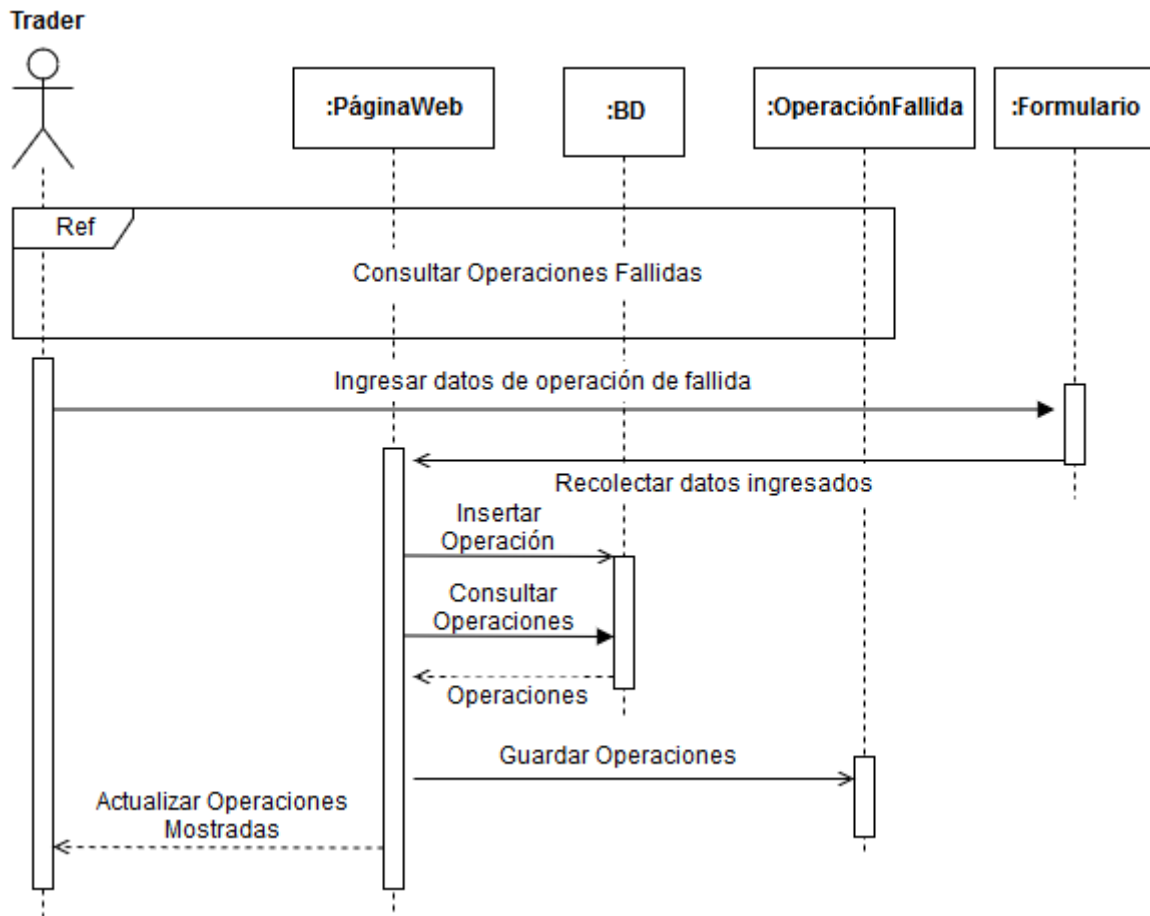 Trader
:PáginaWeb
:BD
:OperaciónFallida
:Formulario
Ref
Consultar Operaciones Fallidas
Ingresar datos de operación de fallida
Recolectar datos ingresados
Insertar
Operación
Consultar
Operaciones
Operaciones
Guardar Operaciones
Actualizar Operaciones
Mostradas